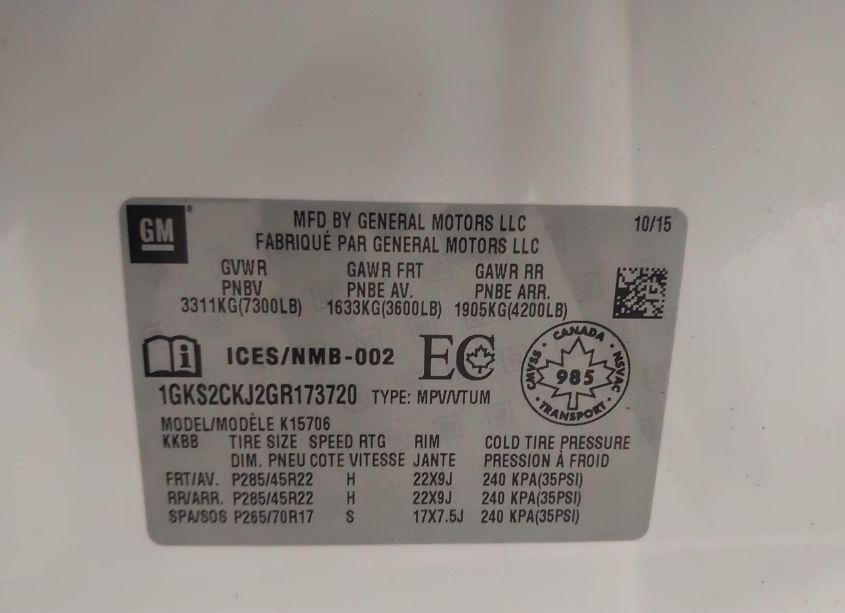 GM
MFD BY GENERAL MOTORS LLC 10/15
FABRIQUÉ PAR GENERAL MOTORS LLC
GVWR GAWR FRT GAWR RR
PNBV PNBE AV. PNBE ARR.
3311KG(7300LB) 1633KG(3600LB) 1905KG(4200LB)
i ICES/NMB-002 EC
CANADA
CMVSS · 985 · NSVAC
TRANSPORT
1GKS2CKJ2GR173720 TYPE: MPV/VTUM
MODEL/MODÈLE K15706
KKBB TIRE SIZE SPEED RTG RIM COLD TIRE PRESSURE
DIM. PNEU COTE VITESSE JANTE PRESSION À FROID
FRT/AV. P285/45R22 H 22X9J 240 KPA(35PSI)
RR/ARR. P285/45R22 H 22X9J 240 KPA(35PSI)
SPA/SOS P265/70R17 S 17X7.5J 240 KPA(35PSI)